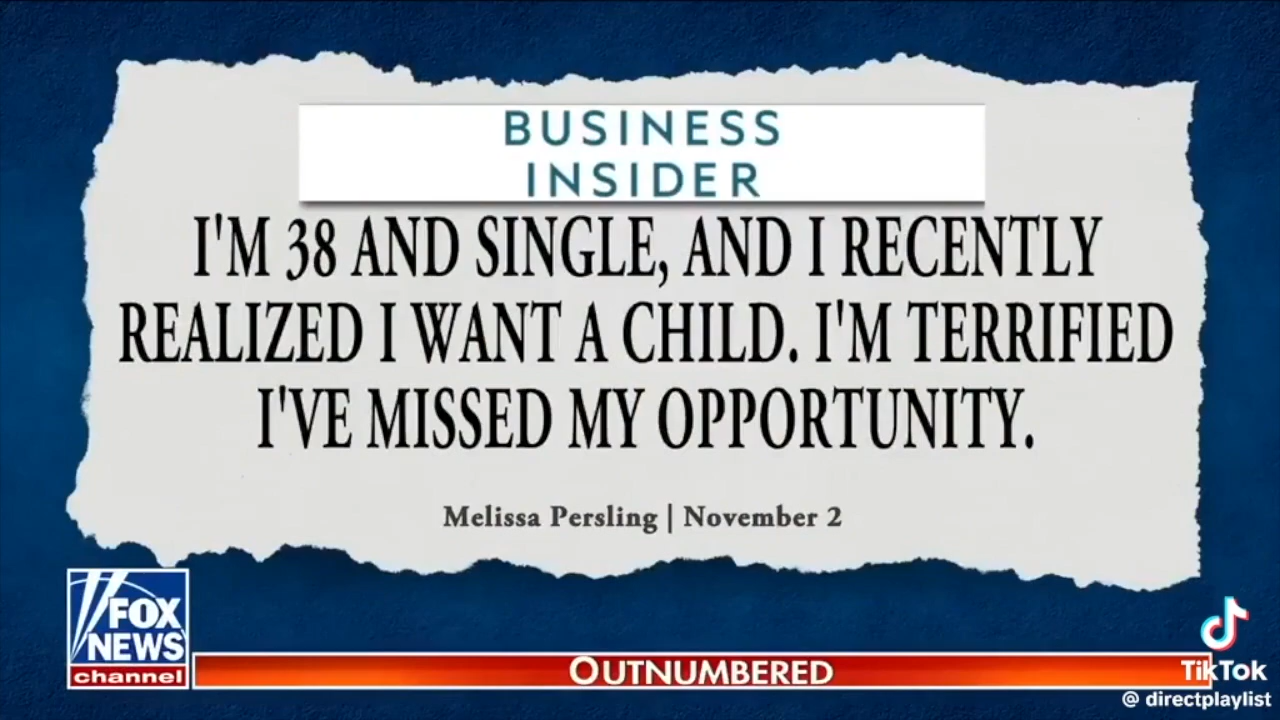 BUSINESS
INSIDER
I'M 38 AND SINGLE, AND I RECENTLY
REALIZED I WANT A CHILD. I'M TERRIFIED
I'VE MISSED MY OPPORTUNITY.
Melissa Persling | November 2
FOX
NEWS
channel
OUTNUMBERED
TikTok
@ directplaylist